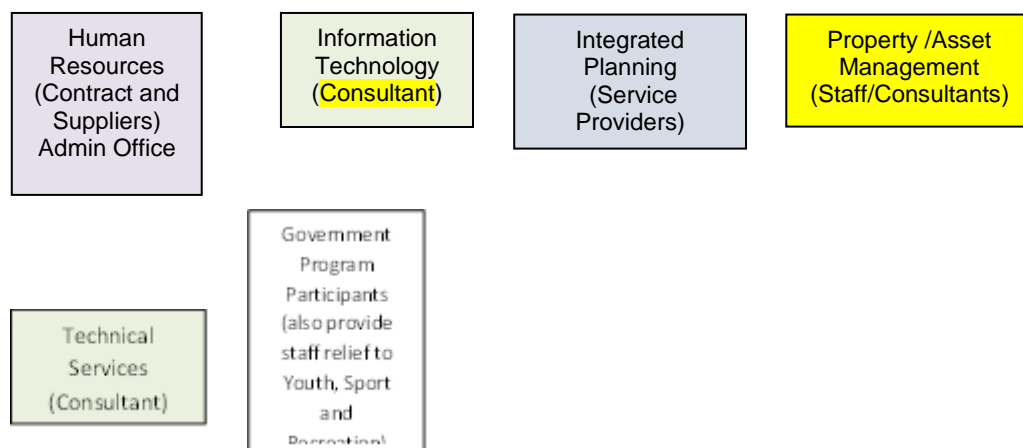 Human
Resources
(Contract and
Suppliers)
Admin Office
Information
Technology
(Consultant)
Integrated
Planning
(Service
Providers)
Property /Asset
Management
(Staff/Consultants)
Government
Program
Participants
(also provide
staff relief to
Youth, Sport
and
Recreation)
Technical
Services
(Consultant)